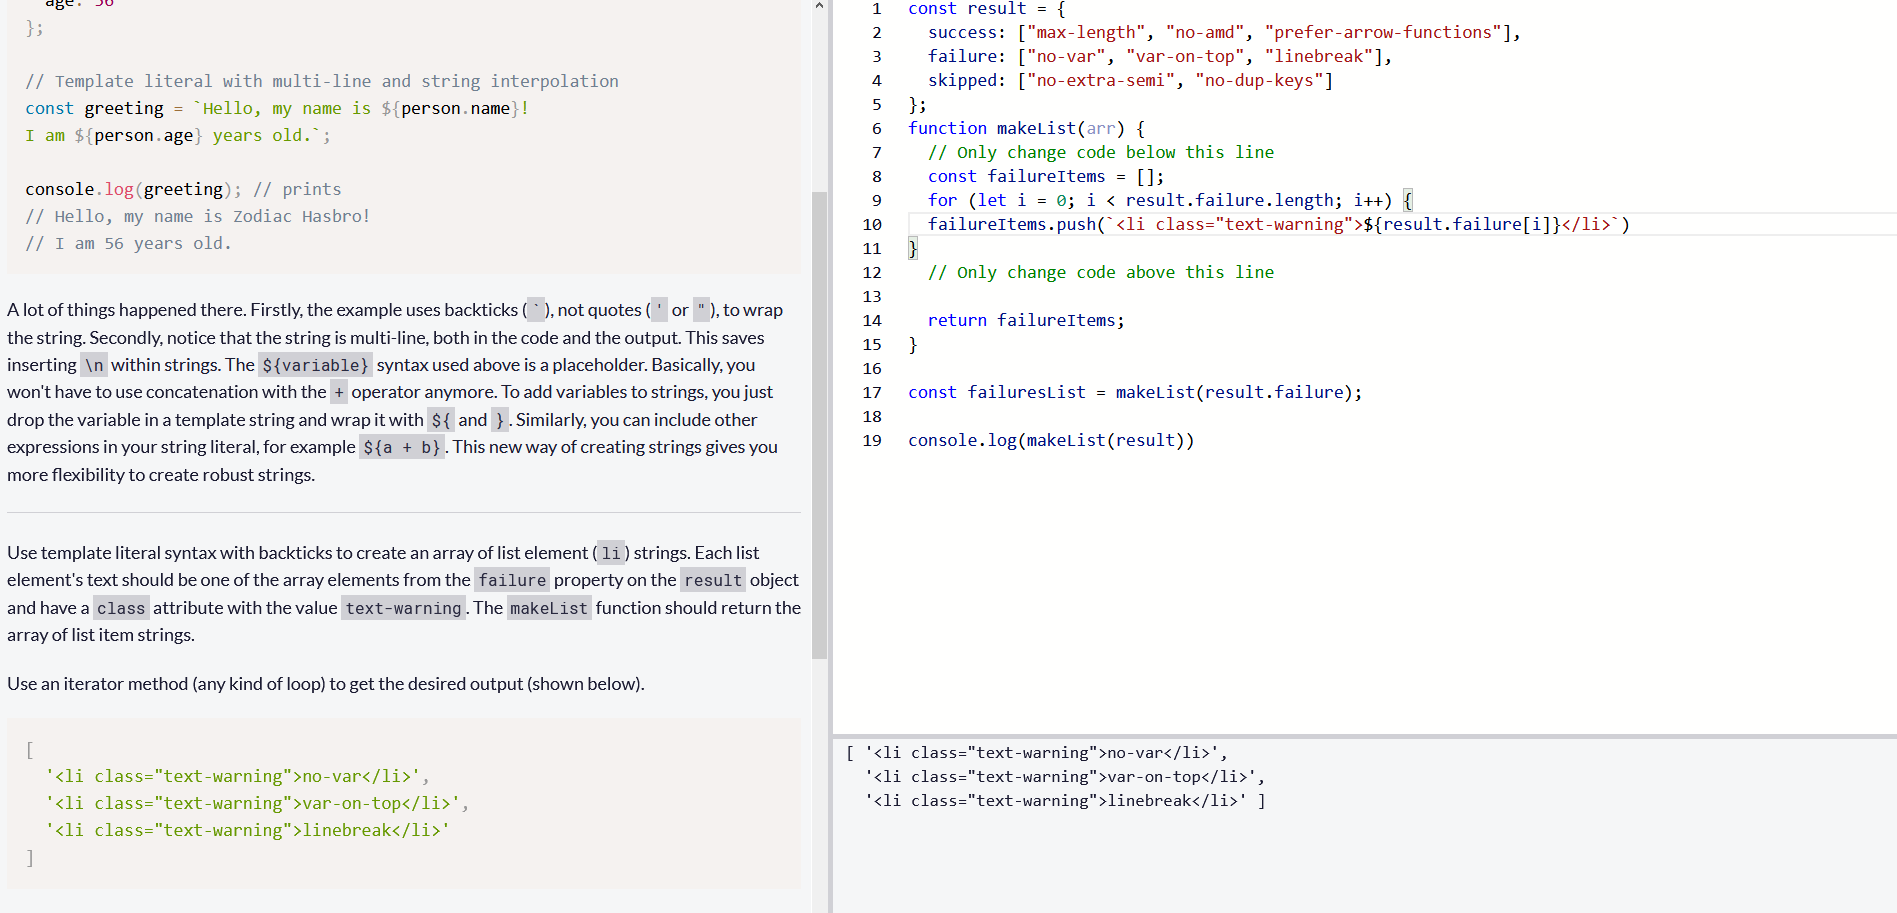 age: 56
};
// Template literal with multi-line and string interpolation
const greeting = `Hello, my name is ${person.name}!
I am ${person.age} years old.`;
console.log(greeting); // prints
// Hello, my name is Zodiac Hasbro!
// I am 56 years old.
A lot of things happened there. Firstly, the example uses backticks (`), not quotes (' or "), to wrap
the string. Secondly, notice that the string is multi-line, both in the code and the output. This saves
inserting \n within strings. The ${variable} syntax used above is a placeholder. Basically, you
won't have to use concatenation with the + operator anymore. To add variables to strings, you just
drop the variable in a template string and wrap it with ${ and }. Similarly, you can include other
expressions in your string literal, for example ${a + b}. This new way of creating strings gives you
more flexibility to create robust strings.
Use template literal syntax with backticks to create an array of list element (li) strings. Each list
element's text should be one of the array elements from the failure property on the result object
and have a class attribute with the value text-warning. The makeList function should return the
array of list item strings.
Use an iterator method (any kind of loop) to get the desired output (shown below).
[
'<li class="text-warning">no-var</li>',
'<li class="text-warning">var-on-top</li>',
'<li class="text-warning">linebreak</li>'
]
1 const result = {
2 success: ["max-length", "no-amd", "prefer-arrow-functions"],
3 failure: ["no-var", "var-on-top", "linebreak"],
4 skipped: ["no-extra-semi", "no-dup-keys"]
5 };
6 function makeList(arr) {
7 // Only change code below this line
8 const failureItems = [];
9 for (let i = 0; i < result.failure.length; i++) {
10 failureItems.push(`<li class="text-warning">${result.failure[i]}</li>`)
11 }
12 // Only change code above this line
13
14 return failureItems;
15 }
16
17 const failuresList = makeList(result.failure);
18
19 console.log(makeList(result))
[ '<li class="text-warning">no-var</li>',
'<li class="text-warning">var-on-top</li>',
'<li class="text-warning">linebreak</li>' ]